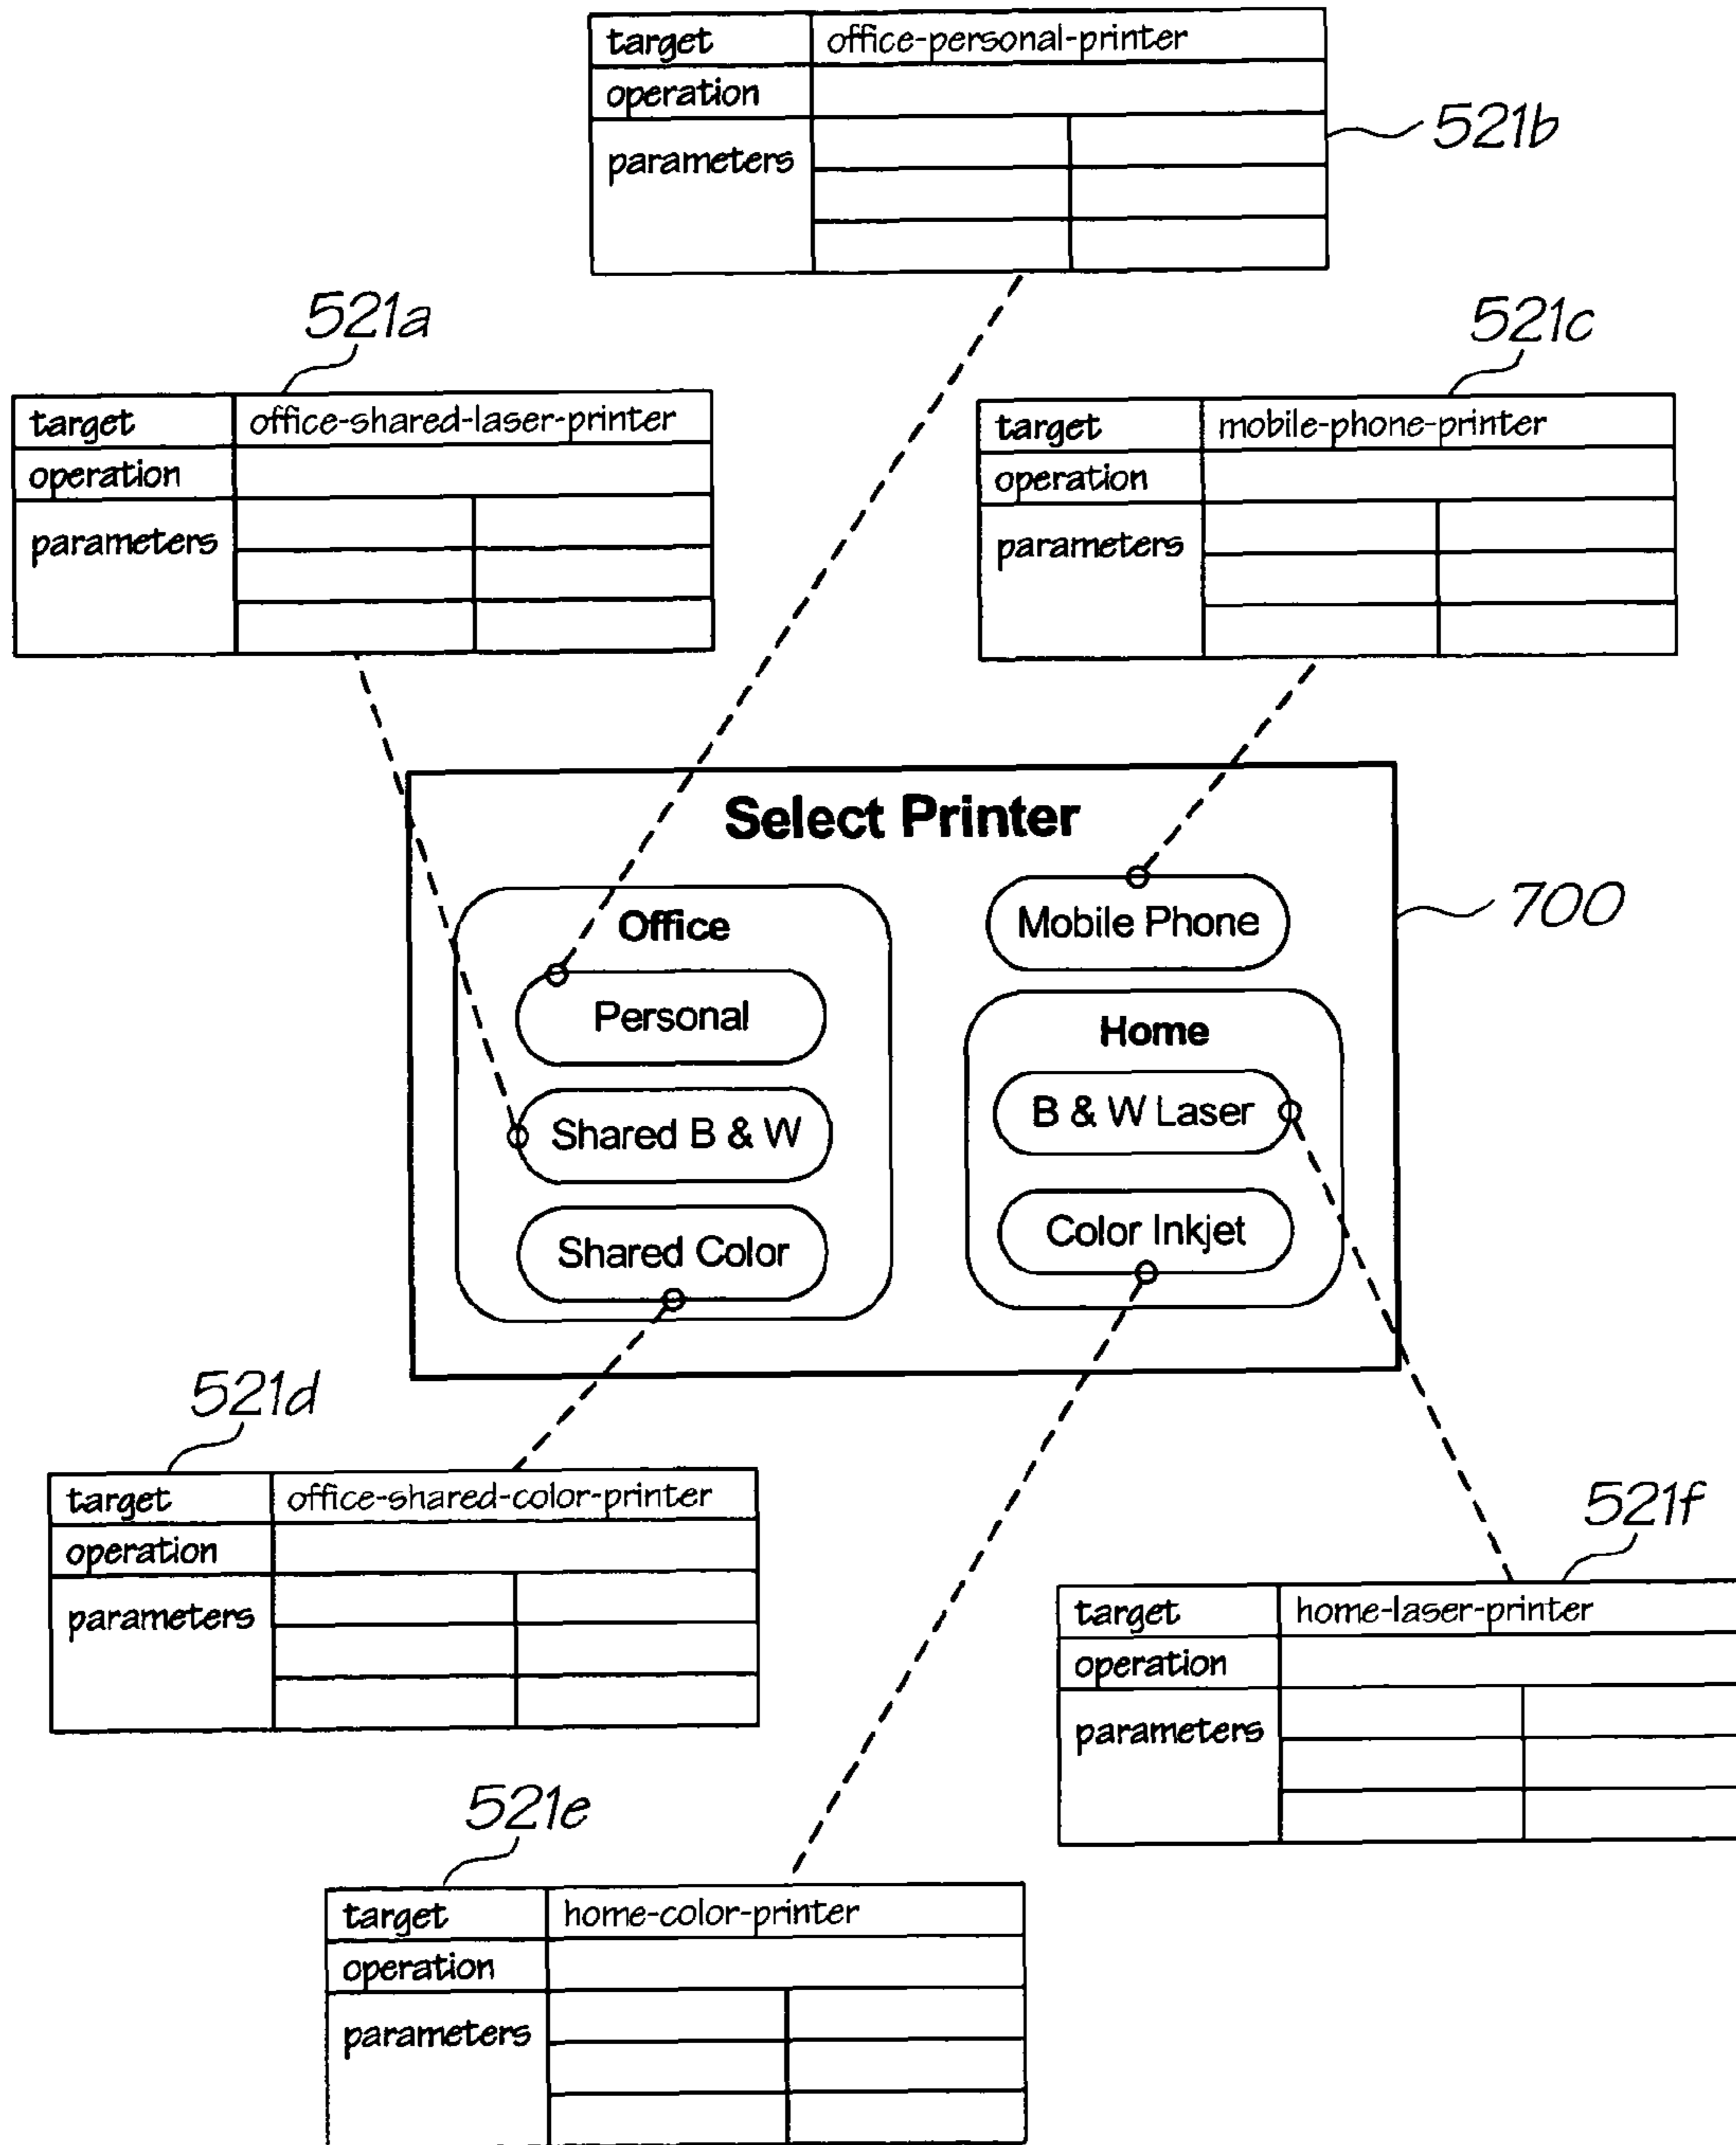 target office-personal-printer
operation
parameters
521b
521a
target office-shared-laser-printer
operation
parameters
521c
target mobile-phone-printer
operation
parameters
Select Printer
700
Office
Personal
Shared B & W
Shared Color
Mobile Phone
Home
B & W Laser
Color Inkjet
521d
target office-shared-color-printer
operation
parameters
521f
target home-laser-printer
operation
parameters
521e
target home-color-printer
operation
parameters